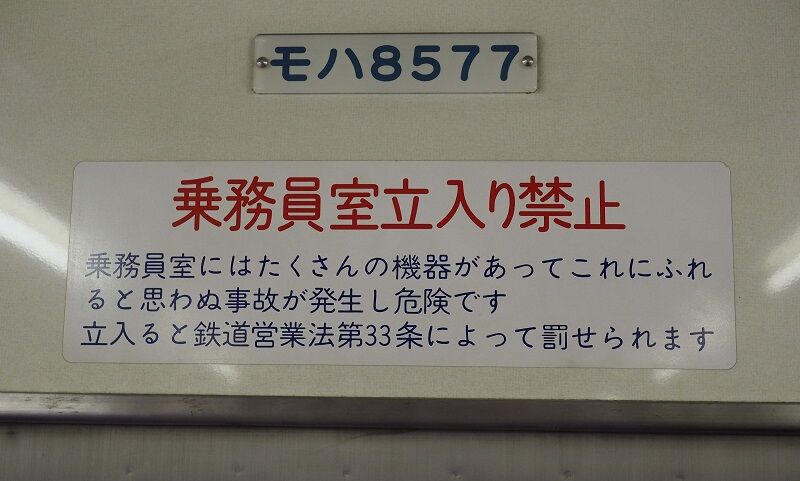 モハ8577
乗務員室立入り禁止
乗務員室にはたくさんの機器があってこれにふれ
ると思わぬ事故が発生し危険です
立入ると鉄道営業法第33条によって罰せられます